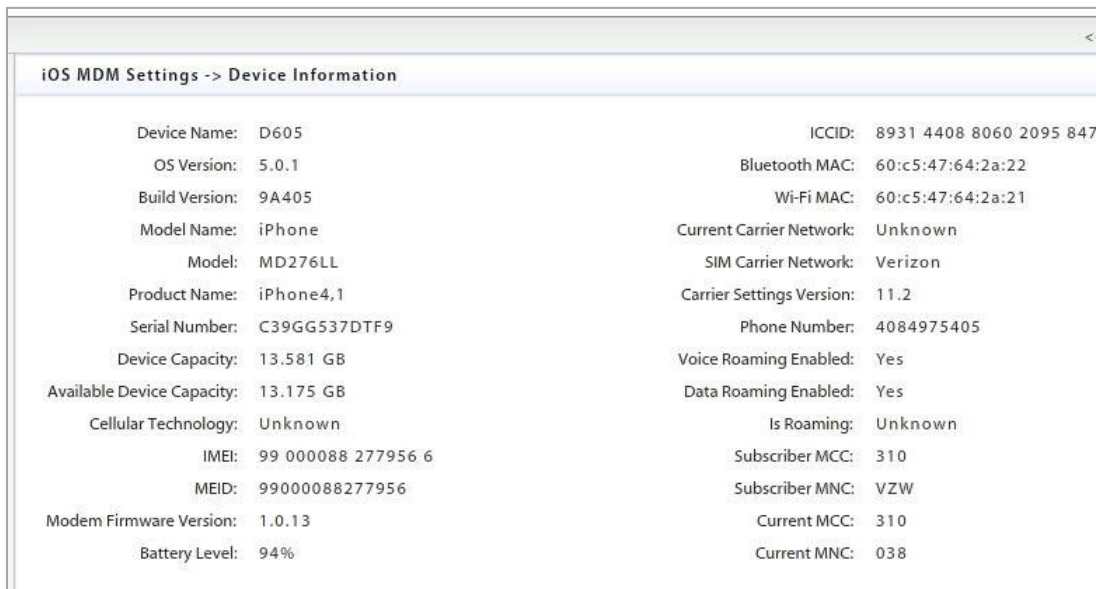 <
iOS MDM Settings -> Device Information
Device Name: D605
OS Version: 5.0.1
Build Version: 9A405
Model Name: iPhone
Model: MD276LL
Product Name: iPhone4,1
Serial Number: C39GG537DTF9
Device Capacity: 13.581 GB
Available Device Capacity: 13.175 GB
Cellular Technology: Unknown
IMEI: 99 000088 277956 6
MEID: 99000088277956
Modem Firmware Version: 1.0.13
Battery Level: 94%
ICCID: 8931 4408 8060 2095 847
Bluetooth MAC: 60:c5:47:64:2a:22
Wi-Fi MAC: 60:c5:47:64:2a:21
Current Carrier Network: Unknown
SIM Carrier Network: Verizon
Carrier Settings Version: 11.2
Phone Number: 4084975405
Voice Roaming Enabled: Yes
Data Roaming Enabled: Yes
Is Roaming: Unknown
Subscriber MCC: 310
Subscriber MNC: VZW
Current MCC: 310
Current MNC: 038